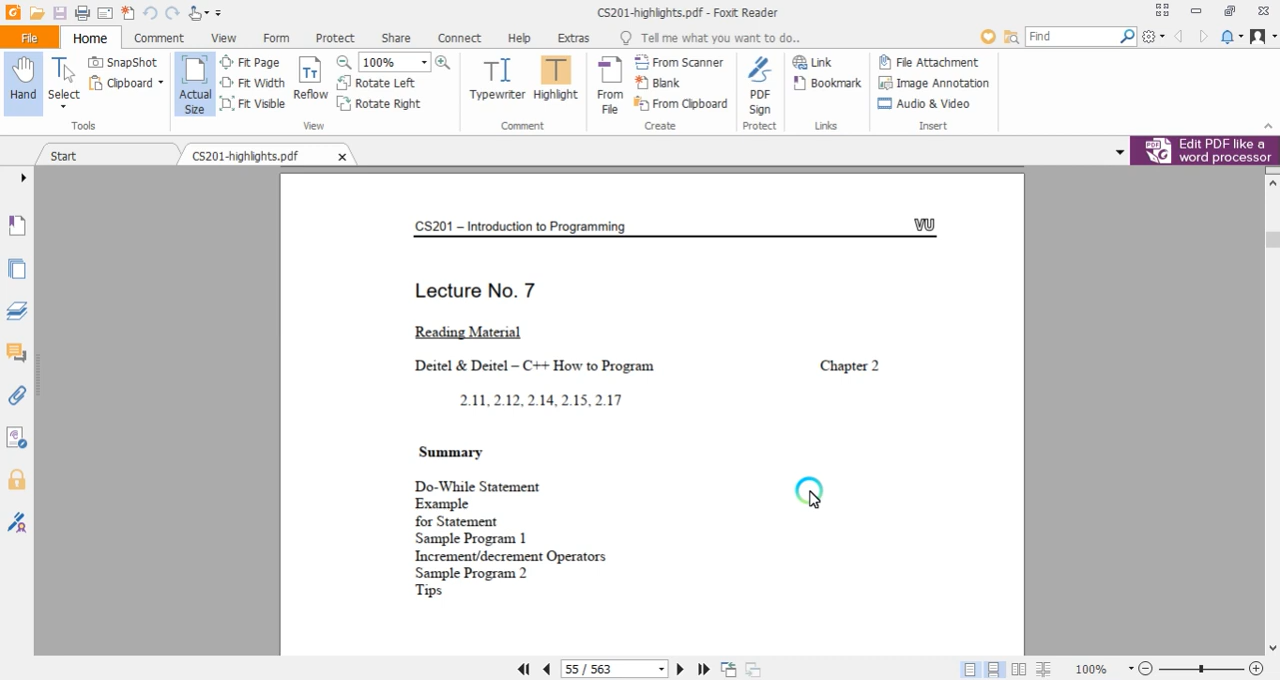 CS201-highlights.pdf - Foxit Reader
File Home Comment View Form Protect Share Connect Help Extras Tell me what you want to do.. Find
Hand
Select
SnapShot
Clipboard
Tools
Actual Size
Fit Page
Fit Width
Fit Visible
Reflow
100%
Rotate Left
Rotate Right
View
Typewriter
Highlight
Comment
From File
From Scanner
Blank
From Clipboard
Create
PDF Sign
Protect
Link
Bookmark
Links
File Attachment
Image Annotation
Audio & Video
Insert
Start
CS201-highlights.pdf
Edit PDF like a
word processor
CS201 – Introduction to Programming VU
Lecture No. 7
Reading Material
Deitel & Deitel – C++ How to Program Chapter 2
2.11, 2.12, 2.14, 2.15, 2.17
Summary
Do-While Statement
Example
for Statement
Sample Program 1
Increment/decrement Operators
Sample Program 2
Tips
55 / 563
100%